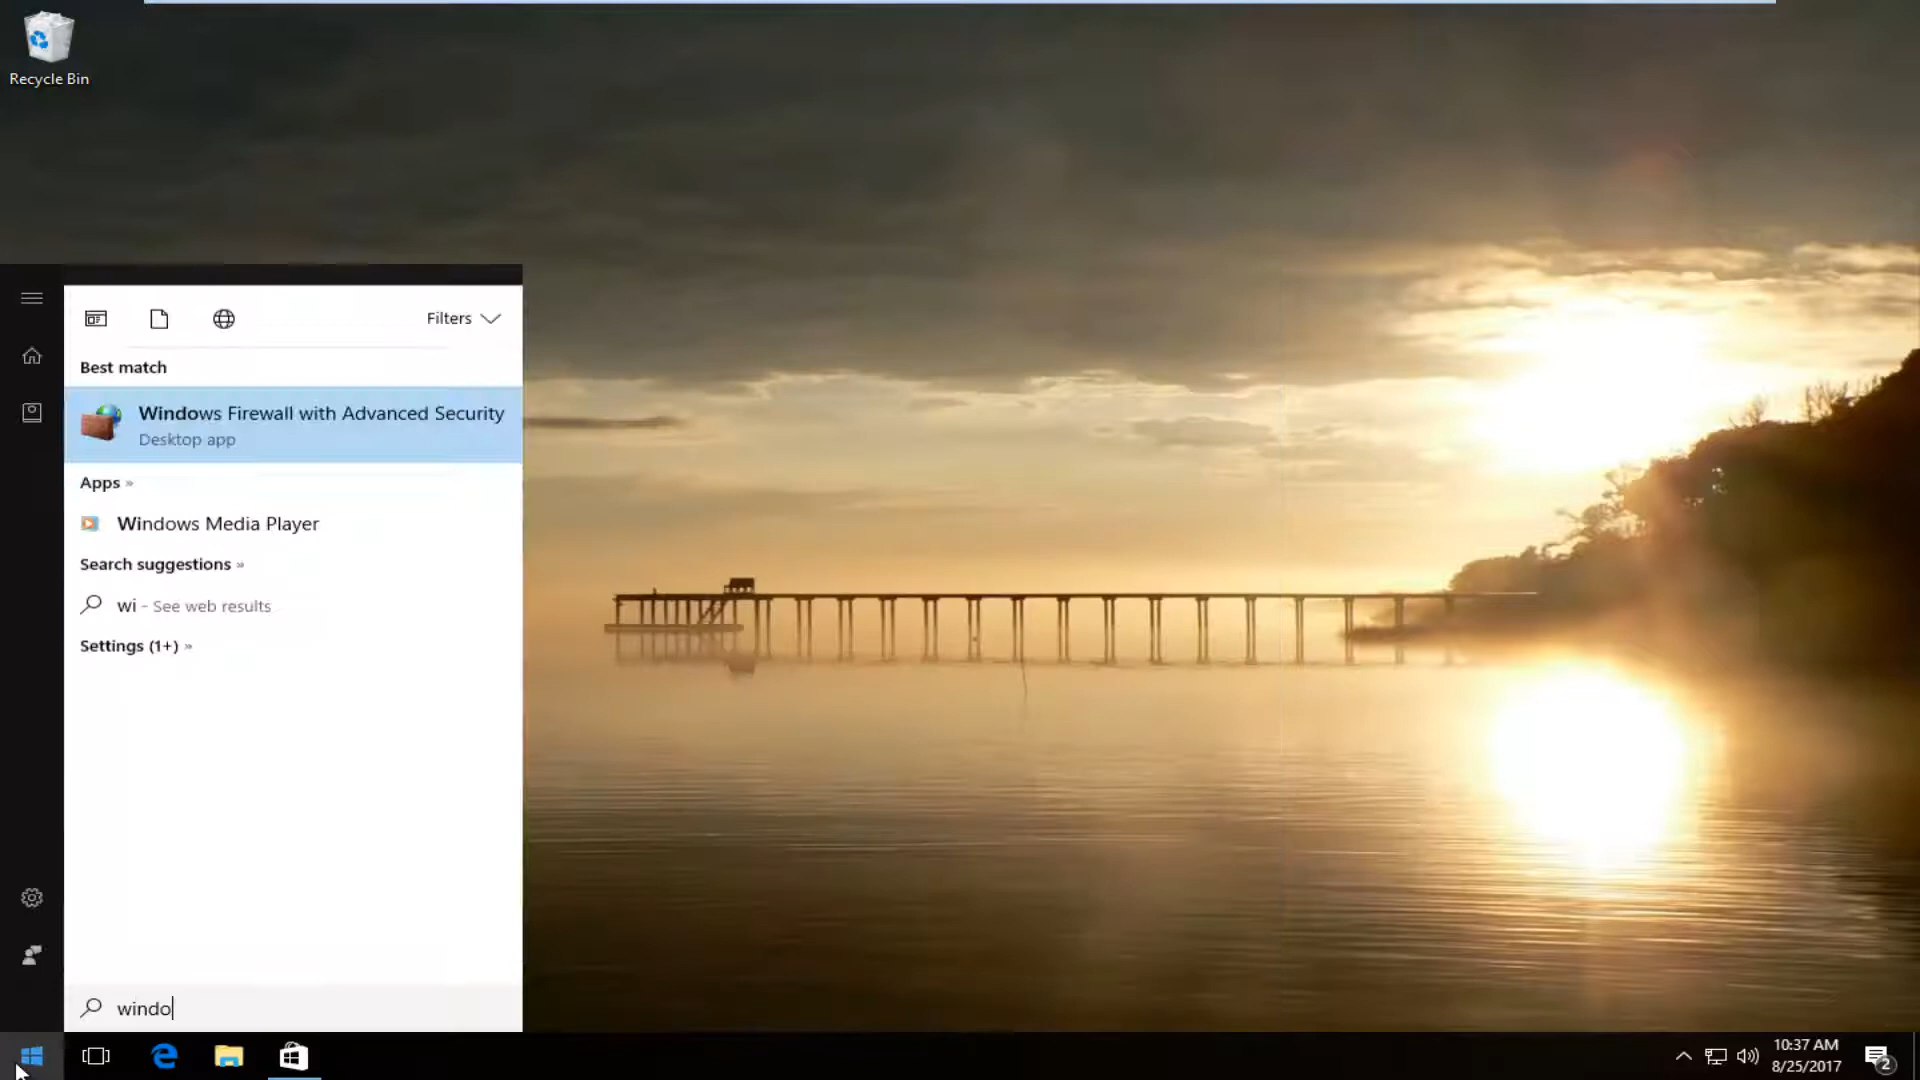 Recycle Bin
Filters
Best match
Windows Firewall with Advanced Security
Desktop app
Apps »
Windows Media Player
Search suggestions »
wi - See web results
Settings (1+) »
windo
10:37 AM
8/25/2017
2